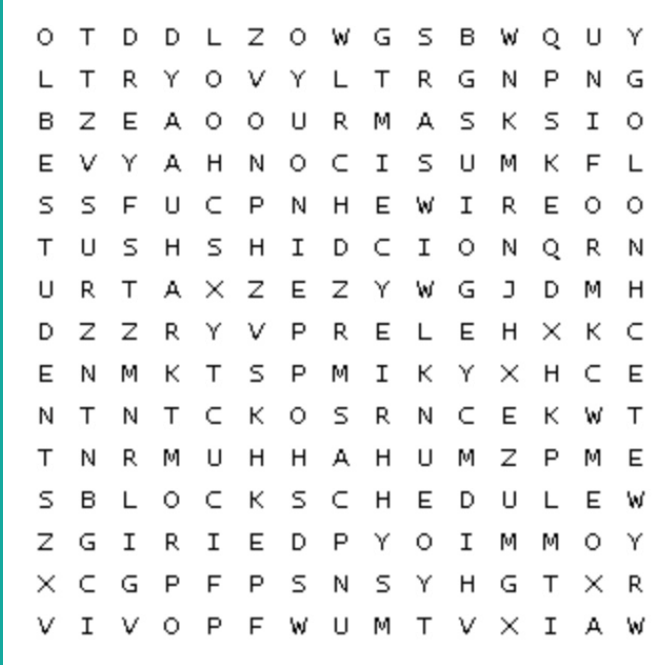 O T D D L Z O W G S B W Q U Y
L T R Y O V Y L T R G N P N G
B Z E A O O U R M A S K S I O
E V Y A H N O C I S U M K F L
S S F U C P N H E W I R E O O
T U S H S H I D C I O N Q R N
U R T A X Z E Z Y W G J D M H
D Z Z R Y V P R E L E H X K C
E N M K T S P M I K Y X H C E
N T N T C K O S R N C E K W T
T N R M U H H A H U M Z P M E
S B L O C K S C H E D U L E W
Z G I R I E D P Y O I M M O Y
X C G P F P S N S Y H G T X R
V I V O P F W U M T V X I A W